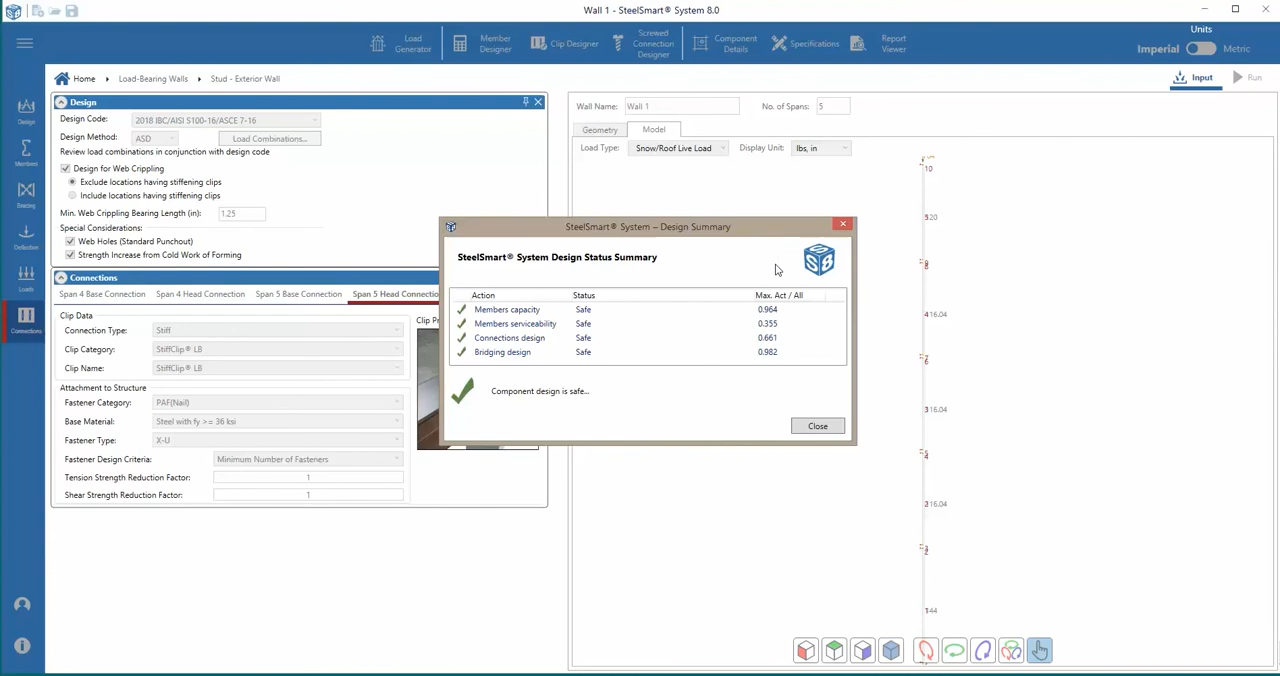 Wall 1 - SteelSmart® System 8.0
Load Generator
Member Designer
Clip Designer
Screwed Connection Designer
Component Details
Specifications
Report Viewer
Units
Imperial Metric
Home Load-Bearing Walls Stud - Exterior Wall
Input Run
Design
Members
Bracing
Deflection
Loads
Connections
Design
Design Code: 2018 IBC/AISI S100-16/ASCE 7-16
Design Method: ASD Load Combinations...
Review load combinations in conjunction with design code
Design for Web Crippling
Exclude locations having stiffening clips
Include locations having stiffening clips
Min. Web Crippling Bearing Length (in): 1.25
Special Considerations:
Web Holes (Standard Punchout)
Strength Increase from Cold Work of Forming
Connections
Span 4 Base Connection Span 4 Head Connection Span 5 Base Connection Span 5 Head Connectio
Clip Data
Connection Type: Stiff
Clip Category: StiffClip® LB
Clip Name: StiffClip® LB
Attachment to Structure
Fastener Category: PAF(Nail)
Base Material: Steel with fy >= 36 ksi
Fastener Type: X-U
Fastener Design Criteria: Minimum Number of Fasteners
Tension Strength Reduction Factor: 1
Shear Strength Reduction Factor: 1
Clip Pr
Wall Name: Wall 1 No. of Spans: 5
Geometry Model
Load Type: Snow/Roof Live Load Display Unit: lbs, in
10
SteelSmart® System – Design Summary
SteelSmart® System Design Status Summary
Action Status Max. Act / All
Members capacity Safe 0.964
Members serviceability Safe 0.355
Connections design Safe 0.661
Bridging design Safe 0.982
Component design is safe...
Close